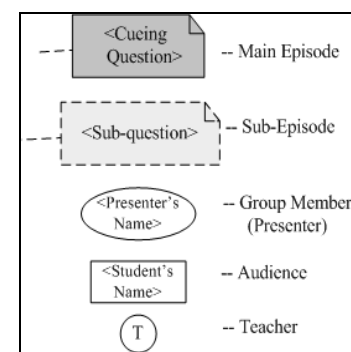 <Cueing
Question>
-- Main Episode
<Sub-question>
-- Sub-Episode
<Presenter's
Name>
-- Group Member
(Presenter)
<Student's
Name>
-- Audience
T
-- Teacher